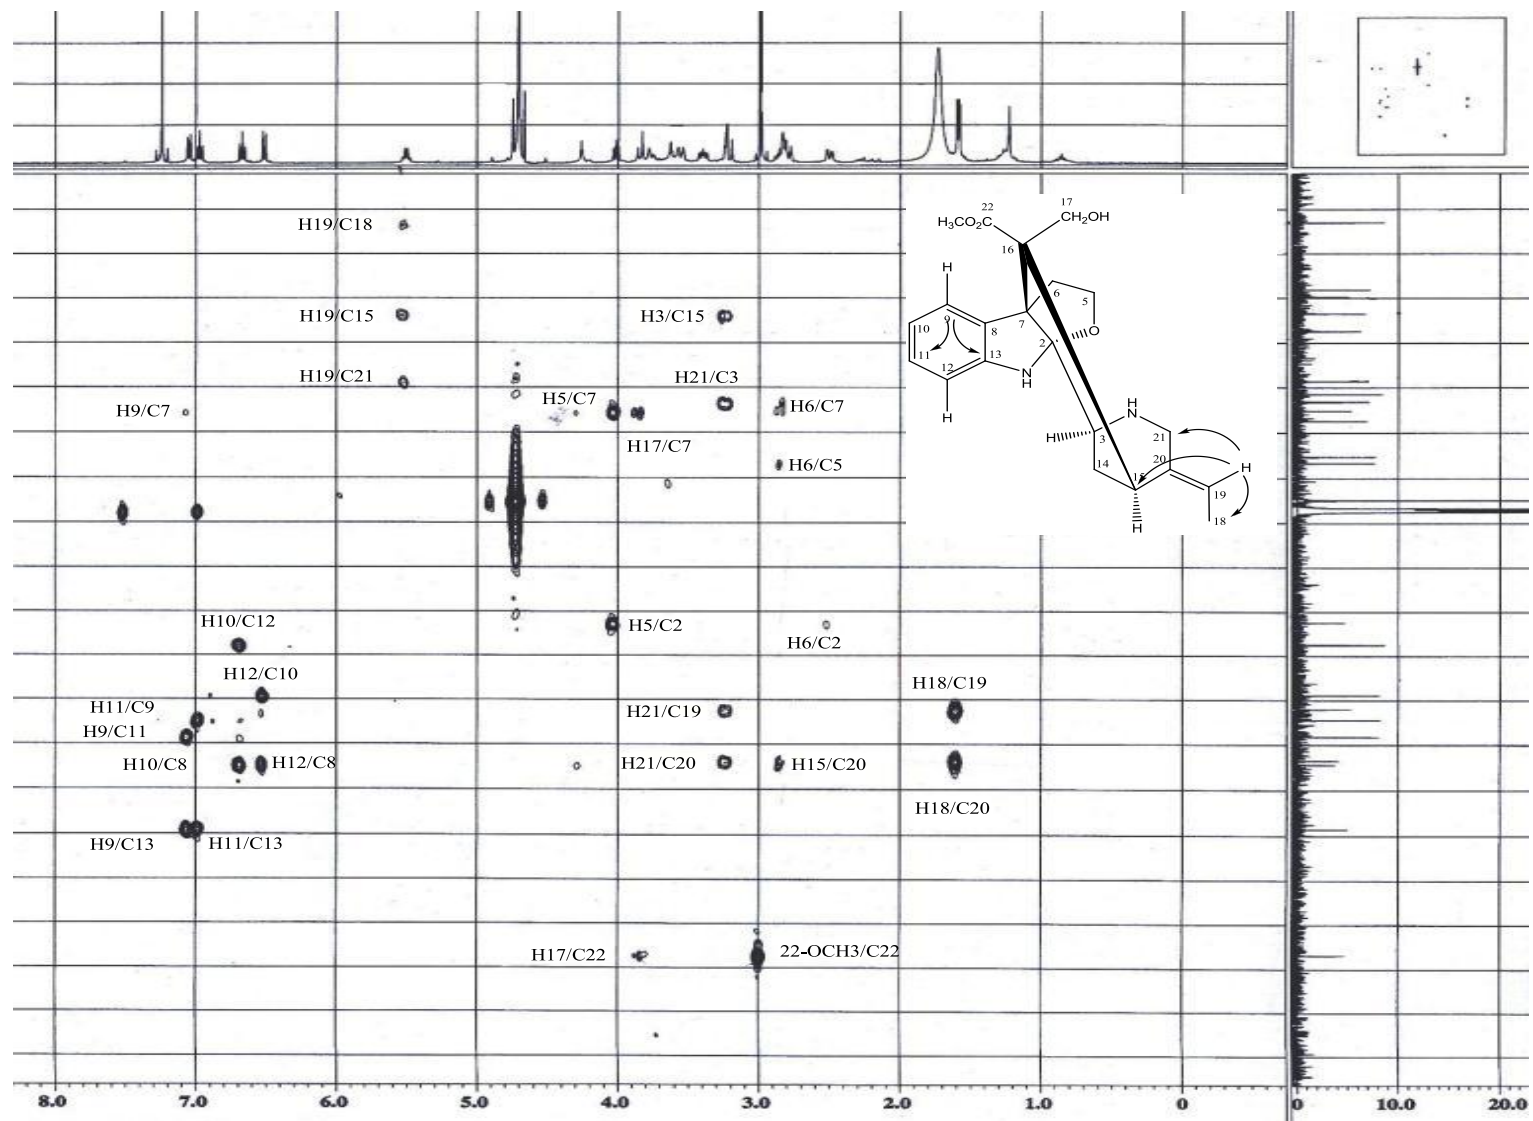 22
17
H3CO2C
CH2OH
16
H
6
5
9
10
8
7
O
11
2
13
12
N
H
H
H
N
H
3
21
14
20
H
15
19
18
H
H19/C18
H19/C15
H3/C15
H19/C21
H21/C3
H9/C7
H5/C7
H6/C7
H17/C7
H6/C5
H10/C12
H5/C2
H6/C2
H12/C10
H18/C19
H11/C9
H21/C19
H9/C11
H10/C8
H12/C8
H21/C20
H15/C20
H18/C20
H9/C13
H11/C13
H17/C22
22-OCH3/C22
8.0 7.0 6.0 5.0 4.0 3.0 2.0 1.0 0 0 10.0 20.0